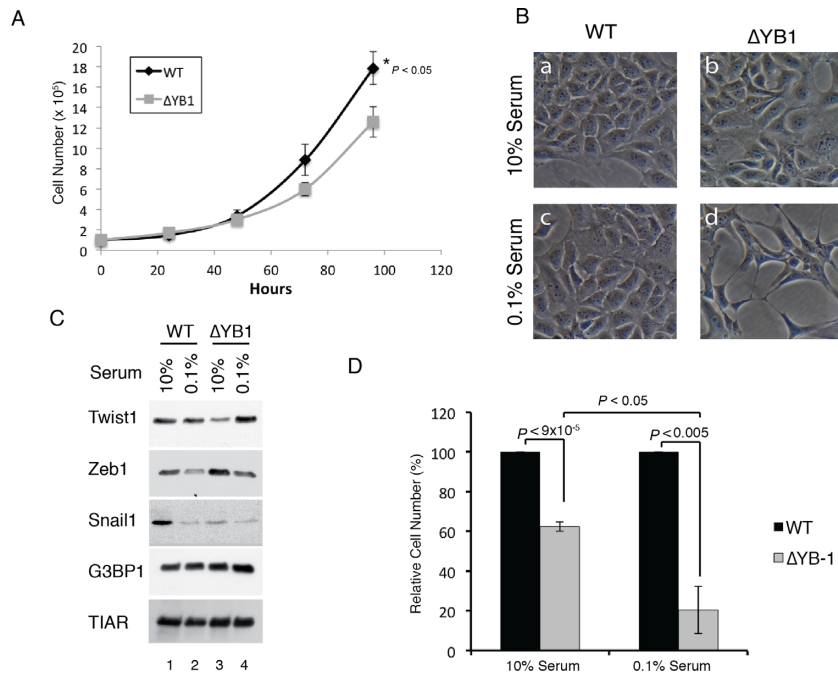 A
20
18
16
14
12
10
8
6
4
2
0
Cell Number (x 10⁵)
WT
ΔYB1
* P < 0.05
0 20 40 60 80 100 120
Hours
B
WT ΔYB1
10% Serum
a b
0.1% Serum
c d
C
WT ΔYB1
Serum 10% 0.1% 10% 0.1%
Twist1
Zeb1
Snail1
G3BP1
TIAR
1 2 3 4
D
P < 0.05
P < 9x10⁻⁵ P < 0.005
120
100
80
60
40
20
0
Relative Cell Number (%)
WT
ΔYB-1
10% Serum 0.1% Serum